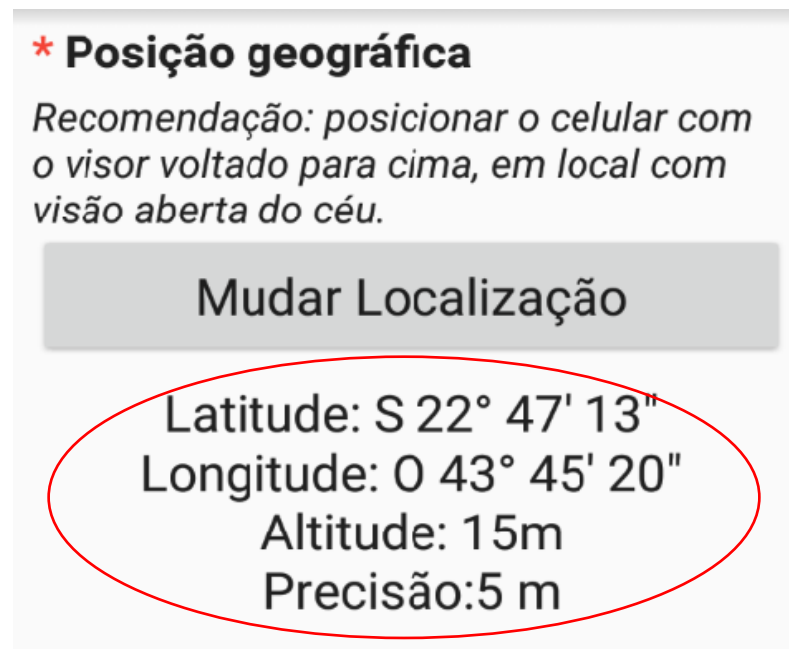 * Posição geográfica
Recomendação: posicionar o celular com
o visor voltado para cima, em local com
visão aberta do céu.
Mudar Localização
Latitude: S 22° 47' 13"
Longitude: O 43° 45' 20"
Altitude: 15m
Precisão:5 m